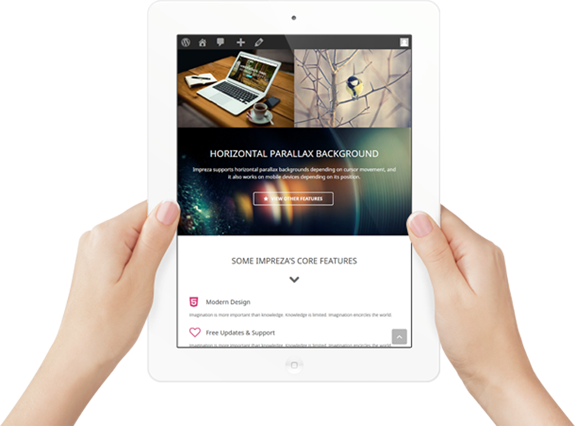 HORIZONTAL PARALLAX BACKGROUND
Impreza supports horizontal parallax backgrounds depending on cursor movement, and
it also works on mobile devices depending on its position.
VIEW OTHER FEATURES
SOME IMPREZA'S CORE FEATURES
Modern Design
Imagination is more important than knowledge. Knowledge is limited. Imagination encircles the world.
Free Updates & Support
Imagination is more important than knowledge. Knowledge is limited. Imagination encircles the world.